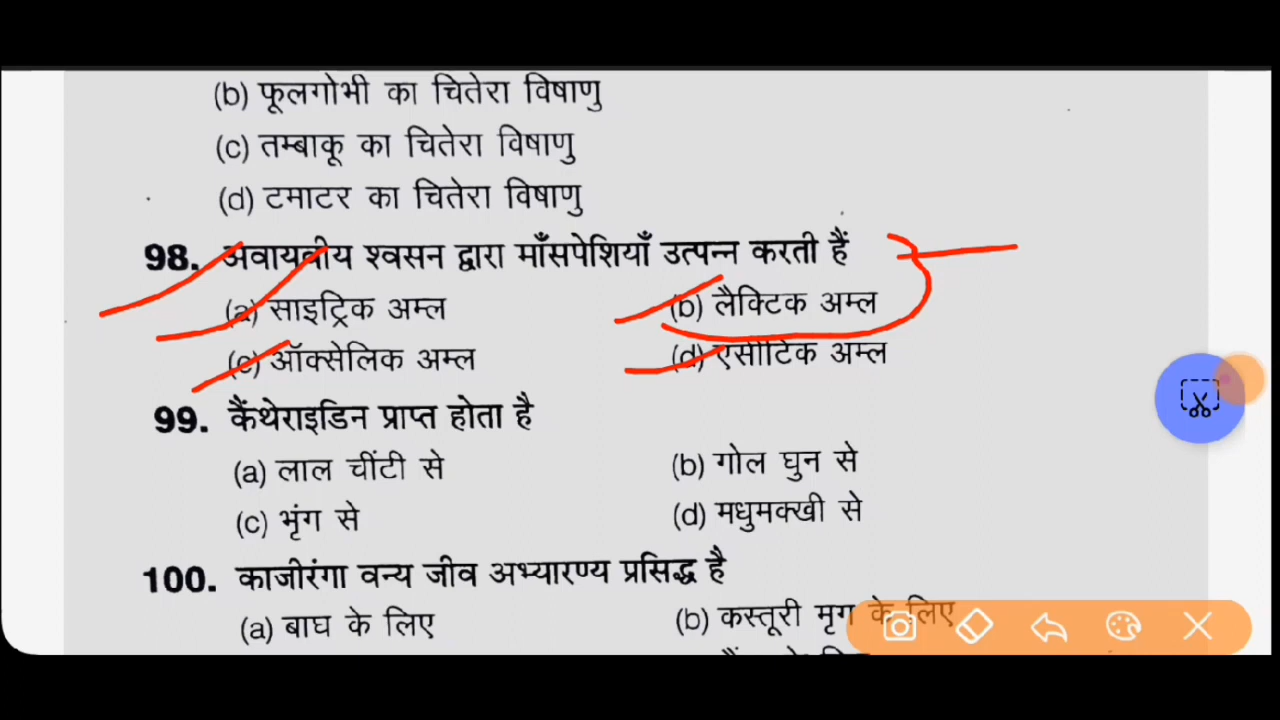 (b) फूलगोभी का चितेरा विषाणु
(c) तम्बाकू का चितेरा विषाणु
(d) टमाटर का चितेरा विषाणु
98. अवायवीय श्वसन द्वारा माँसपेशियाँ उत्पन्न करती हैं
(a) साइट्रिक अम्ल (b) लैक्टिक अम्ल
(c) ऑक्सेलिक अम्ल (d) एसीटिक अम्ल
99. कैंथेराइडिन प्राप्त होता है
(a) लाल चींटी से (b) गोल घुन से
(c) भृंग से (d) मधुमक्खी से
100. काजीरंगा वन्य जीव अभ्यारण्य प्रसिद्ध है
(a) बाघ के लिए (b) कस्तूरी मृग के लिए